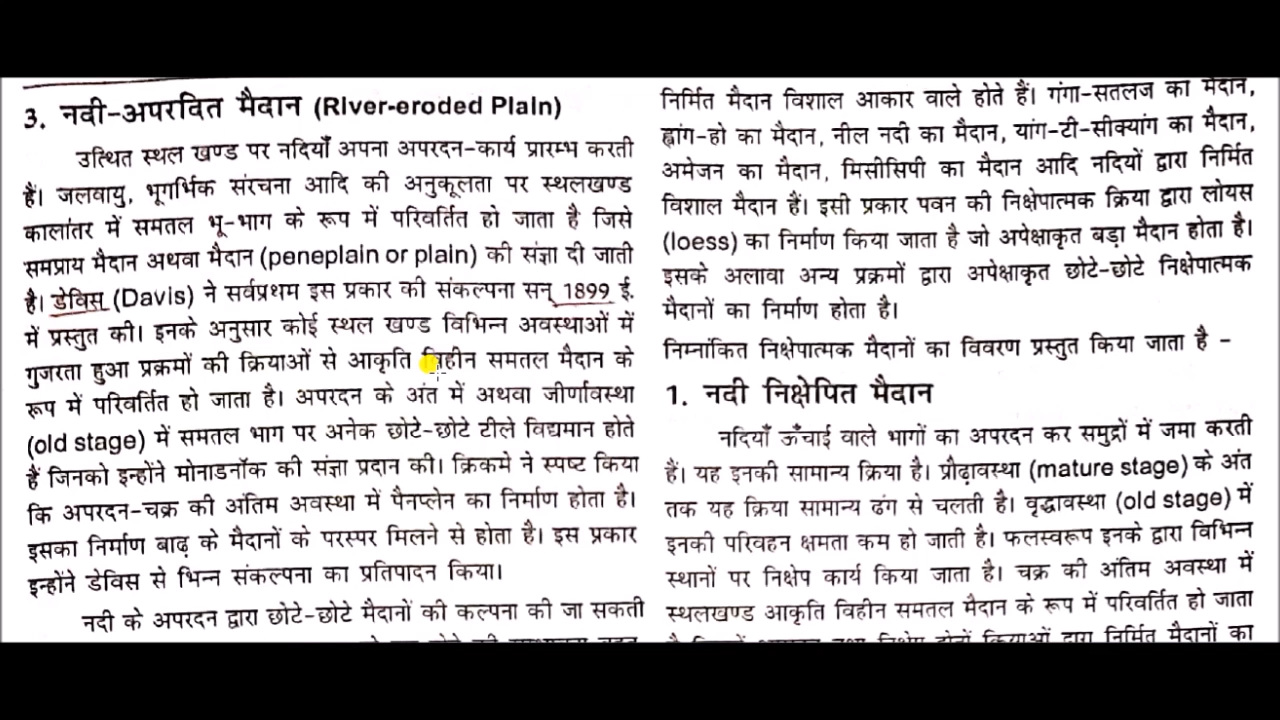 3. नदी-अपरदित मैदान (River-eroded Plain)
उत्थित स्थल खण्ड पर नदियाँ अपना अपरदन-कार्य प्रारम्भ करती
हैं। जलवायु, भूगर्भिक संरचना आदि की अनुकूलता पर स्थलखण्ड
कालांतर में समतल भू-भाग के रूप में परिवर्तित हो जाता है जिसे
समप्राय मैदान अथवा मैदान (peneplain or plain) की संज्ञा दी जाती
है। डेविस (Davis) ने सर्वप्रथम इस प्रकार की संकल्पना सन् 1899 ई.
में प्रस्तुत की। इनके अनुसार कोई स्थल खण्ड विभिन्न अवस्थाओं में
गुजरता हुआ प्रक्रमों की क्रियाओं से आकृति विहीन समतल मैदान के
रूप में परिवर्तित हो जाता है। अपरदन के अंत में अथवा जीर्णावस्था
(old stage) में समतल भाग पर अनेक छोटे-छोटे टीले विद्यमान होते
हैं जिनको इन्होंने मोनाडनॉक की संज्ञा प्रदान की। क्रिकमे ने स्पष्ट किया
कि अपरदन-चक्र की अंतिम अवस्था में पैनप्लेन का निर्माण होता है।
इसका निर्माण बाढ़ के मैदानों के परस्पर मिलने से होता है। इस प्रकार
इन्होंने डेविस से भिन्न संकल्पना का प्रतिपादन किया।
नदी के अपरदन द्वारा छोटे-छोटे मैदानों की कल्पना की जा सकती
निर्मित मैदान विशाल आकार वाले होते हैं। गंगा-सतलज का मैदान,
ह्वांग-हो का मैदान, नील नदी का मैदान, यांग-टी-सीक्यांग का मैदान,
अमेजन का मैदान, मिसीसिपी का मैदान आदि नदियों द्वारा निर्मित
विशाल मैदान हैं। इसी प्रकार पवन की निक्षेपात्मक क्रिया द्वारा लोयस
(loess) का निर्माण किया जाता है जो अपेक्षाकृत बड़ा मैदान होता है।
इसके अलावा अन्य प्रक्रमों द्वारा अपेक्षाकृत छोटे-छोटे निक्षेपात्मक
मैदानों का निर्माण होता है।
निम्नांकित निक्षेपात्मक मैदानों का विवरण प्रस्तुत किया जाता है -
1. नदी निक्षेपित मैदान
नदियाँ ऊँचाई वाले भागों का अपरदन कर समुद्रों में जमा करती
हैं। यह इनकी सामान्य क्रिया है। प्रौढ़ावस्था (mature stage) के अंत
तक यह क्रिया सामान्य ढंग से चलती है। वृद्धावस्था (old stage) में
इनकी परिवहन क्षमता कम हो जाती है। फलस्वरूप इनके द्वारा विभिन्न
स्थानों पर निक्षेप कार्य किया जाता है। चक्र की अंतिम अवस्था में
स्थलखण्ड आकृति विहीन समतल मैदान के रूप में परिवर्तित हो जाता